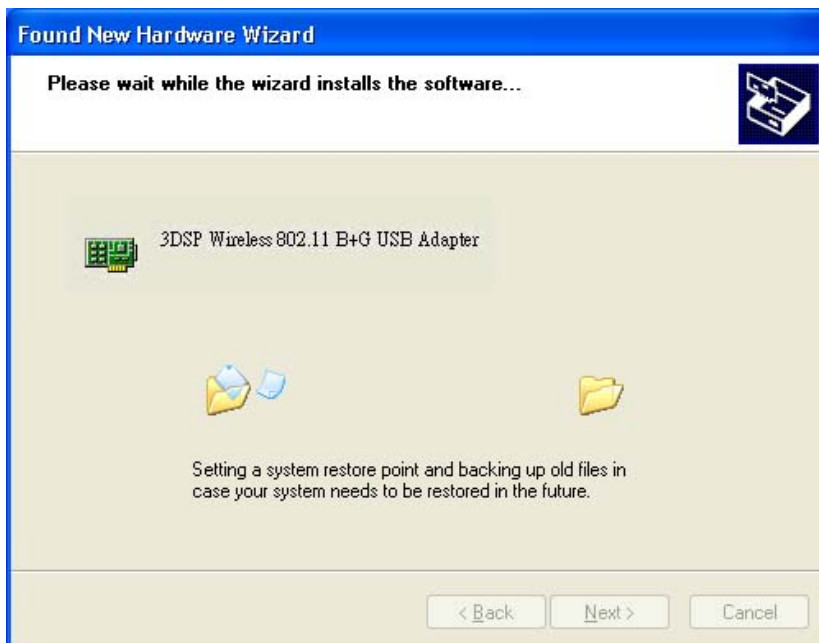 Found New Hardware Wizard
Please wait while the wizard installs the software...
3DSP Wireless 802.11 B+G USB Adapter
Setting a system restore point and backing up old files in
case your system needs to be restored in the future.
< Back
Next >
Cancel